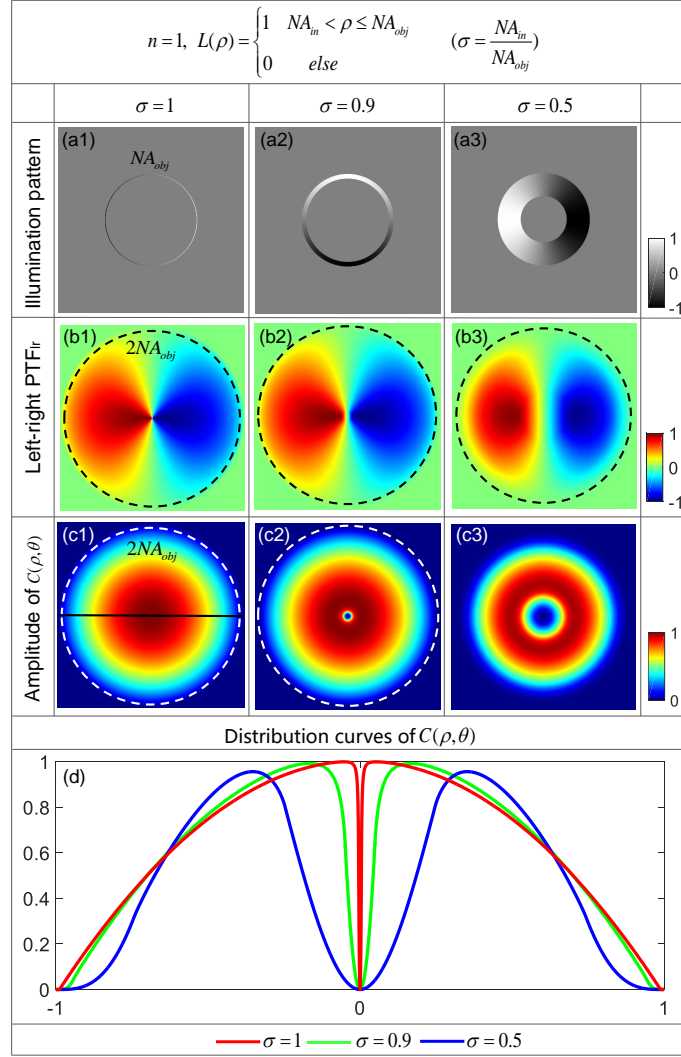 n=1, L(ρ)={1 NA_in<ρ≤NA_obj (σ=NA_in/NA_obj)
0 else
σ=1 σ=0.9 σ=0.5
Illumination pattern
(a1) (a2) (a3)
NA_obj
1
0
-1
Left-right PTF_lr
(b1) (b2) (b3)
2NA_obj
1
0
-1
Amplitude of C(ρ,θ)
(c1) (c2) (c3)
2NA_obj
1
0
Distribution curves of C(ρ,θ)
(d)
1
0.8
0.6
0.4
0.2
0
-1 0 1
σ=1 σ=0.9 σ=0.5